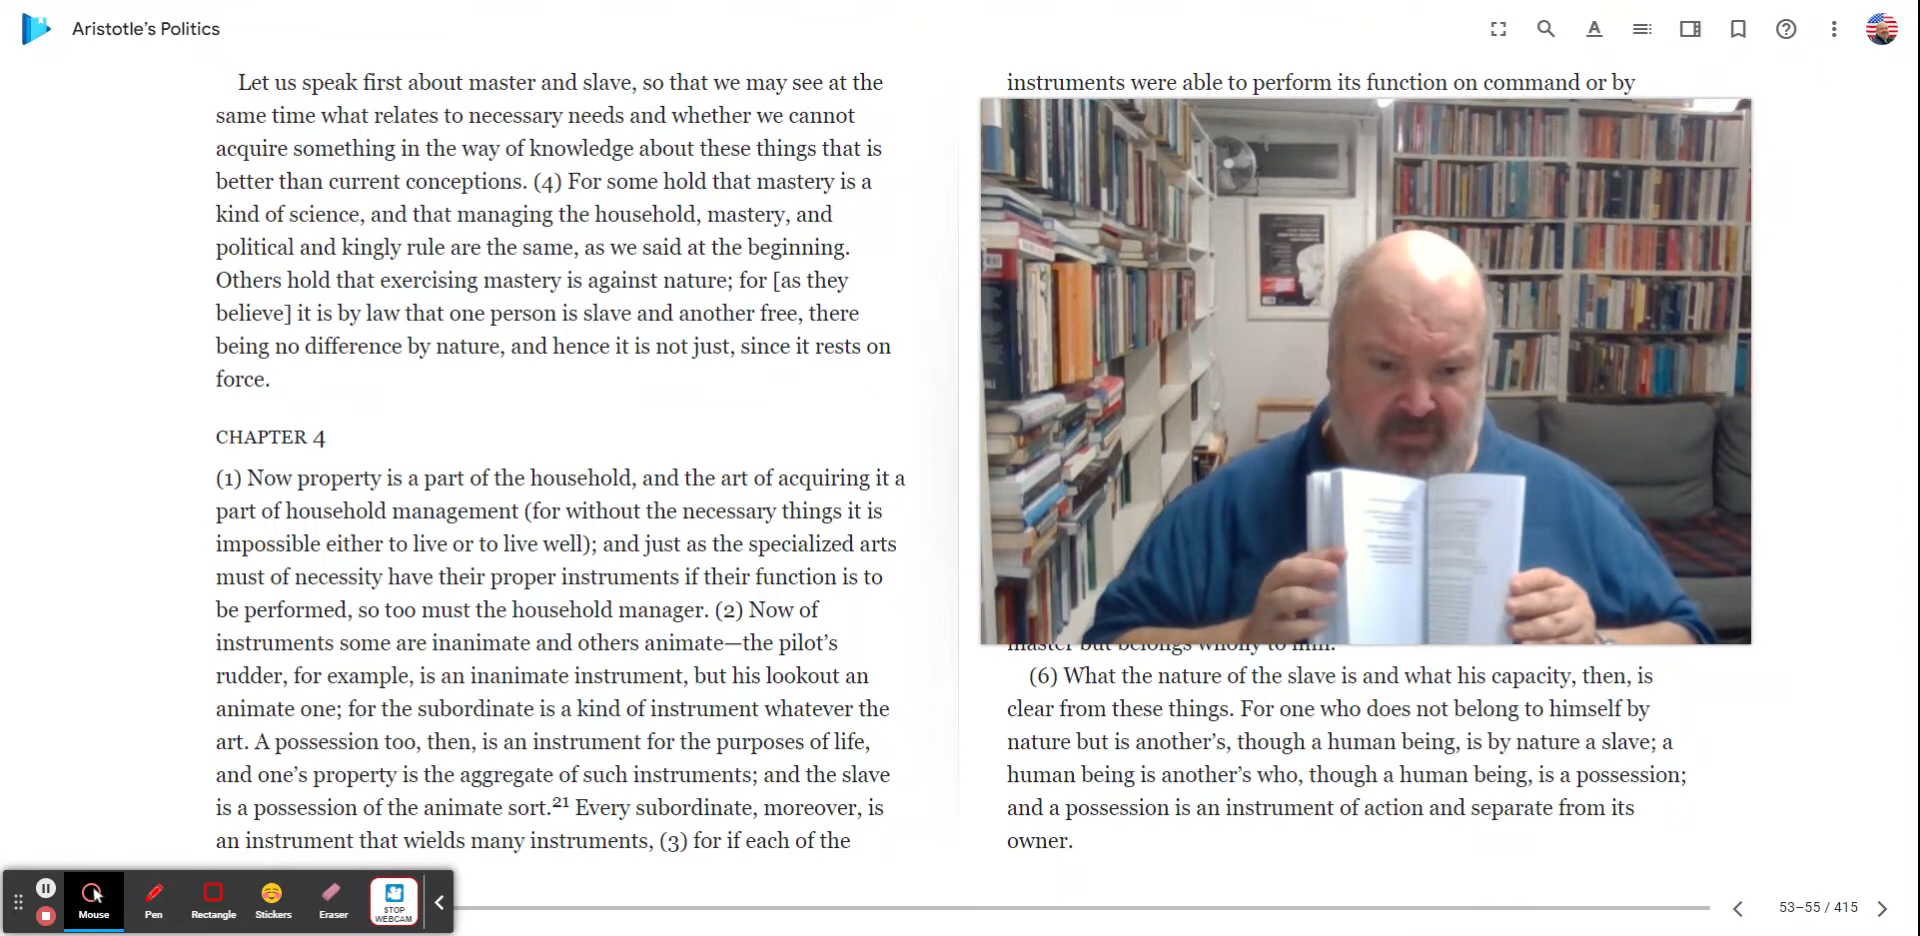 Aristotle’s Politics
Let us speak first about master and slave, so that we may see at the
same time what relates to necessary needs and whether we cannot
acquire something in the way of knowledge about these things that is
better than current conceptions. (4) For some hold that mastery is a
kind of science, and that managing the household, mastery, and
political and kingly rule are the same, as we said at the beginning.
Others hold that exercising mastery is against nature; for [as they
believe] it is by law that one person is slave and another free, there
being no difference by nature, and hence it is not just, since it rests on
force.
CHAPTER 4
(1) Now property is a part of the household, and the art of acquiring it a
part of household management (for without the necessary things it is
impossible either to live or to live well); and just as the specialized arts
must of necessity have their proper instruments if their function is to
be performed, so too must the household manager. (2) Now of
instruments some are inanimate and others animate—the pilot’s
rudder, for example, is an inanimate instrument, but his lookout an
animate one; for the subordinate is a kind of instrument whatever the
art. A possession too, then, is an instrument for the purposes of life,
and one’s property is the aggregate of such instruments; and the slave
is a possession of the animate sort.21 Every subordinate, moreover, is
an instrument that wields many instruments, (3) for if each of the
instruments were able to perform its function on command or by
master but belongs wholly to him.
(6) What the nature of the slave is and what his capacity, then, is
clear from these things. For one who does not belong to himself by
nature but is another’s, though a human being, is by nature a slave; a
human being is another’s who, though a human being, is a possession;
and a possession is an instrument of action and separate from its
owner.
Mouse
Pen
Rectangle
Stickers
Eraser
STOP
WEBCAM
53–55 / 415